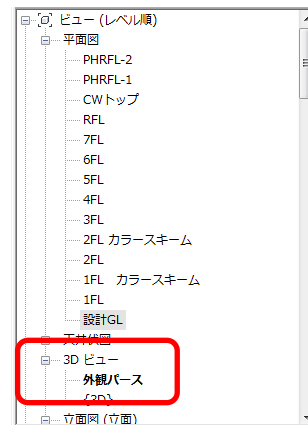 ビュー (レベル順)
平面図
PHRFL-2
PHRFL-1
CWトップ
RFL
7FL
6FL
5FL
4FL
3FL
2FL カラースキーム
2FL
1FL　カラースキーム
1FL
設計GL
天井伏図
3D ビュー
外観パース
{3D}
立面図 (立面)